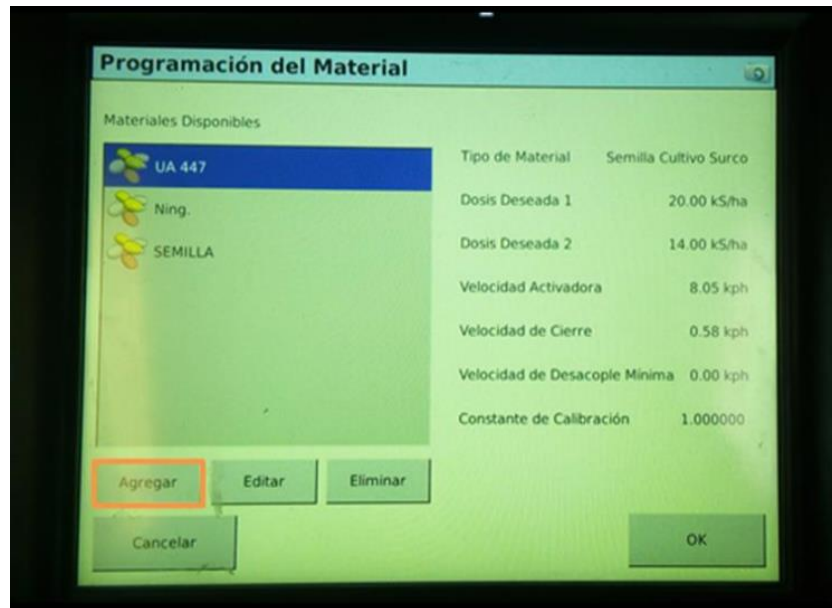 Programación del Material
Materiales Disponibles
UA 447
Ning.
SEMILLA
Tipo de Material Semilla Cultivo Surco
Dosis Deseada 1 20.00 kS/ha
Dosis Deseada 2 14.00 kS/ha
Velocidad Activadora 8.05 kph
Velocidad de Cierre 0.58 kph
Velocidad de Desacople Mínima 0.00 kph
Constante de Calibración 1.000000
Agregar Editar Eliminar
Cancelar OK